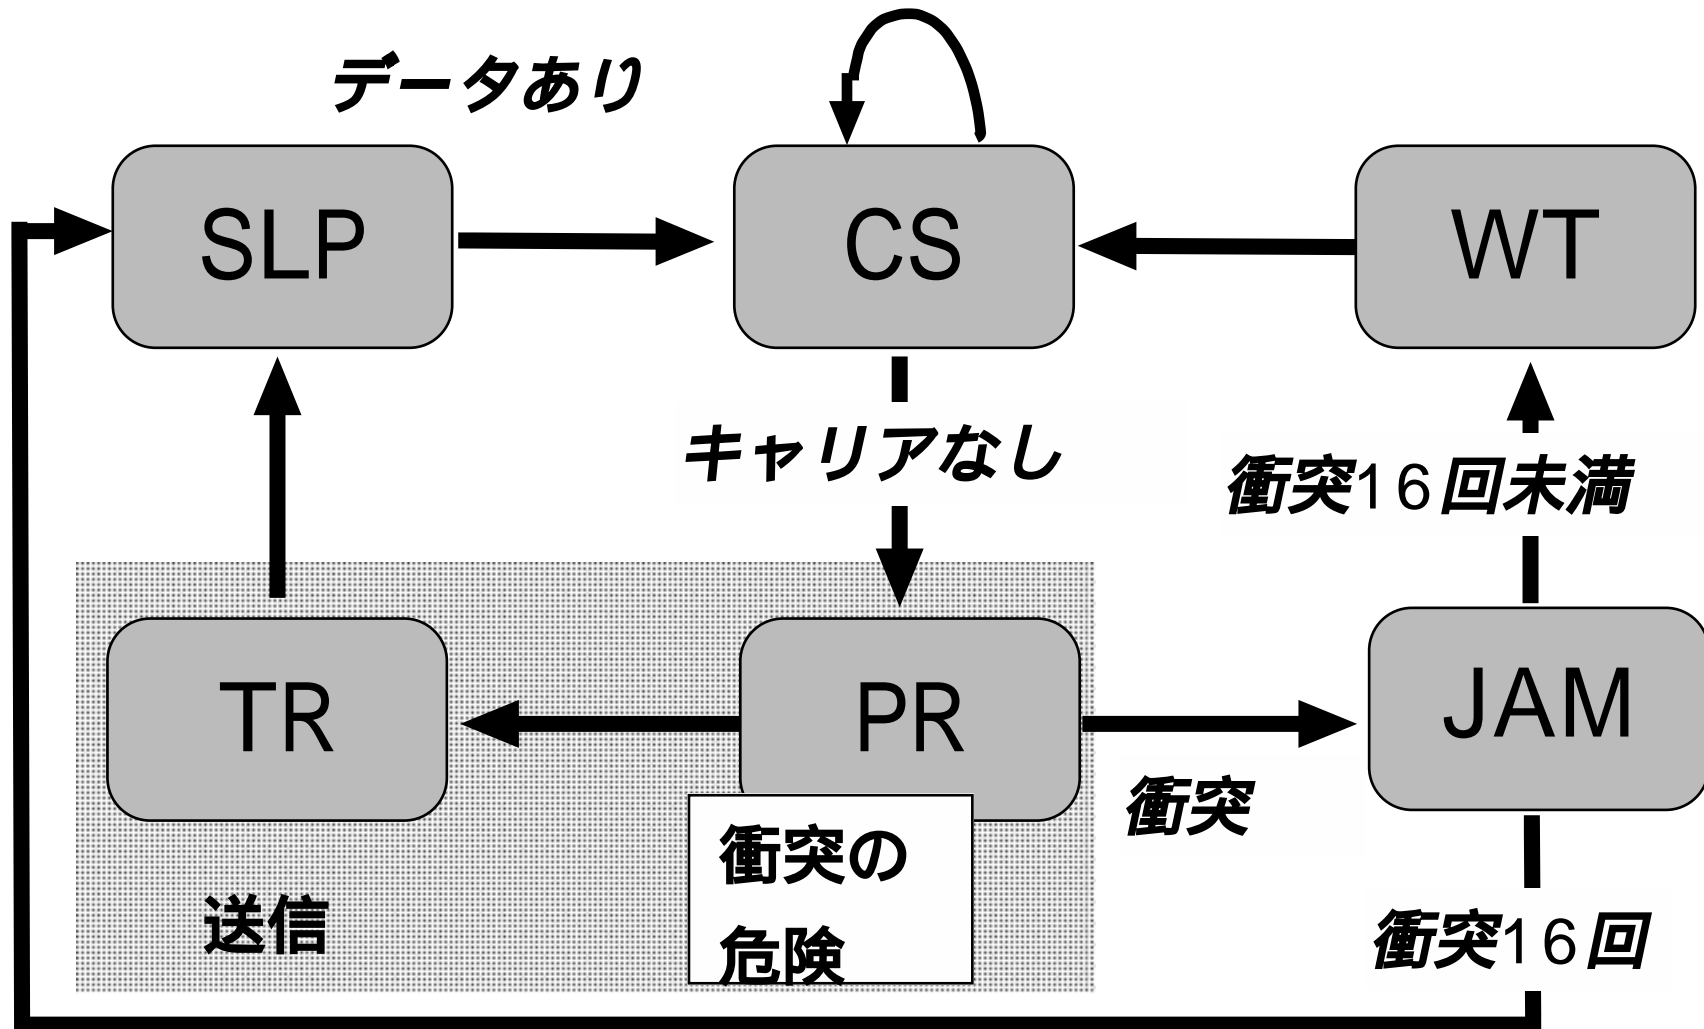 データあり
SLP
CS
WT
キャリアなし
衝突16回未満
TR
PR
JAM
衝突
衝突の
危険
送信
衝突16回